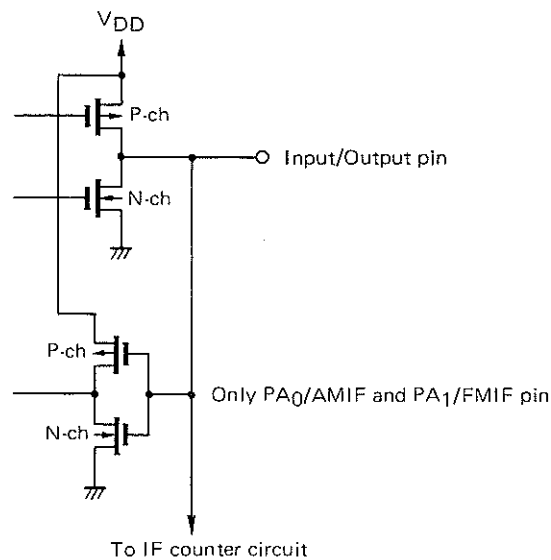 VDD
P-ch
Input/Output pin
N-ch
P-ch
Only PA0/AMIF and PA1/FMIF pin
N-ch
To IF counter circuit